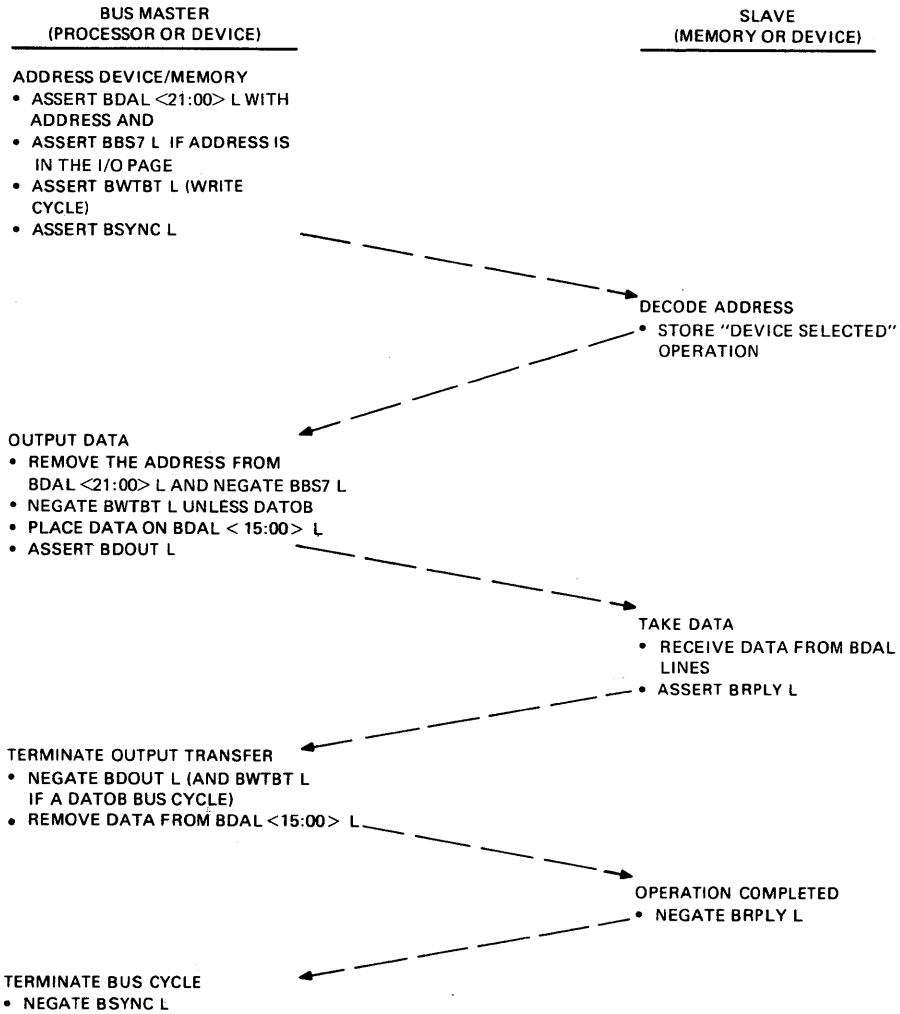 BUS MASTER
(PROCESSOR OR DEVICE)
SLAVE
(MEMORY OR DEVICE)
ADDRESS DEVICE/MEMORY
• ASSERT BDAL <21:00> L WITH
ADDRESS AND
• ASSERT BBS7 L IF ADDRESS IS
IN THE I/O PAGE
• ASSERT BWTBT L (WRITE
CYCLE)
• ASSERT BSYNC L
DECODE ADDRESS
• STORE "DEVICE SELECTED"
OPERATION
OUTPUT DATA
• REMOVE THE ADDRESS FROM
BDAL <21:00> L AND NEGATE BBS7 L
• NEGATE BWTBT L UNLESS DATOB
• PLACE DATA ON BDAL <15:00> L
• ASSERT BDOUT L
TAKE DATA
• RECEIVE DATA FROM BDAL
LINES
• ASSERT BRPLY L
TERMINATE OUTPUT TRANSFER
• NEGATE BDOUT L (AND BWTBT L
IF A DATOB BUS CYCLE)
• REMOVE DATA FROM BDAL <15:00> L
OPERATION COMPLETED
• NEGATE BRPLY L
TERMINATE BUS CYCLE
• NEGATE BSYNC L